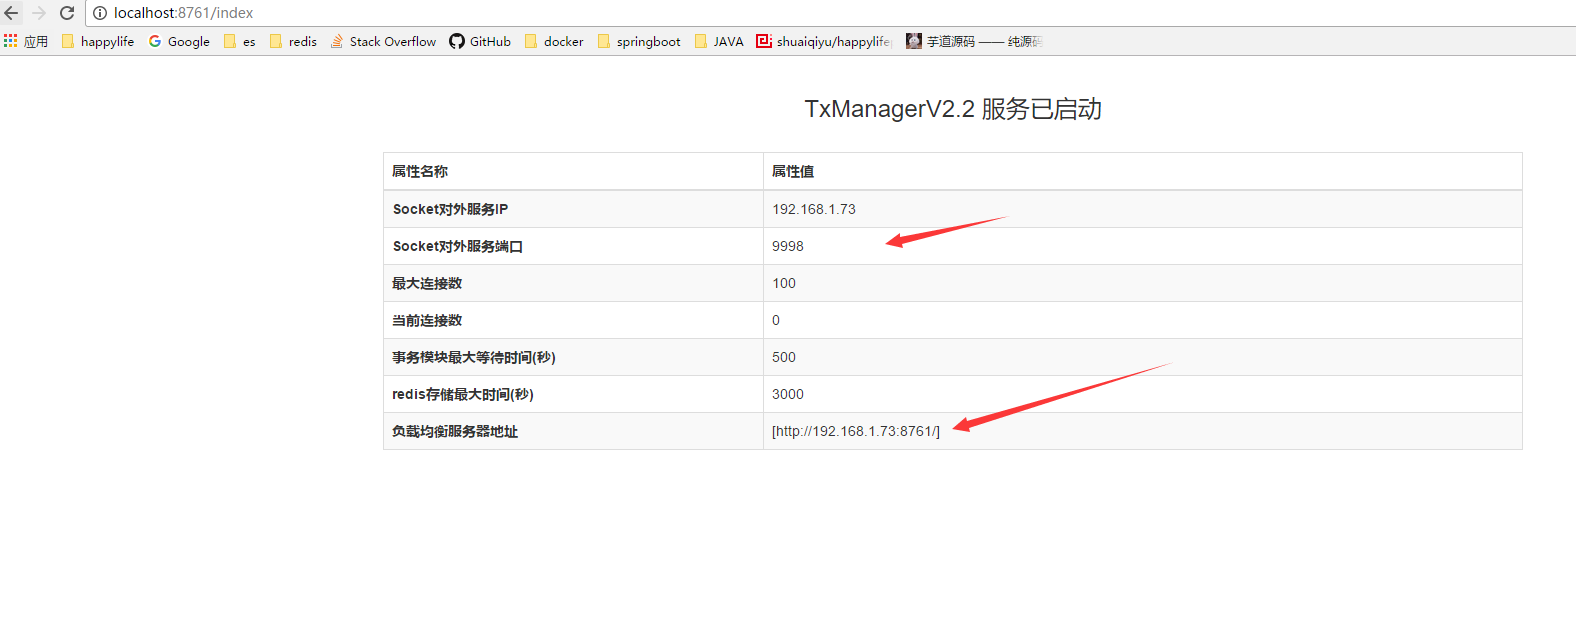 localhost:8761/index
应用 happylife Google es redis Stack Overflow GitHub docker springboot JAVA shuaiqiyu/happylife 芋道源码 —— 纯源码
TxManagerV2.2 服务已启动
属性名称 属性值
Socket对外服务IP 192.168.1.73
Socket对外服务端口 9998
最大连接数 100
当前连接数 0
事务模块最大等待时间(秒) 500
redis存储最大时间(秒) 3000
负载均衡服务器地址 [http://192.168.1.73:8761/]